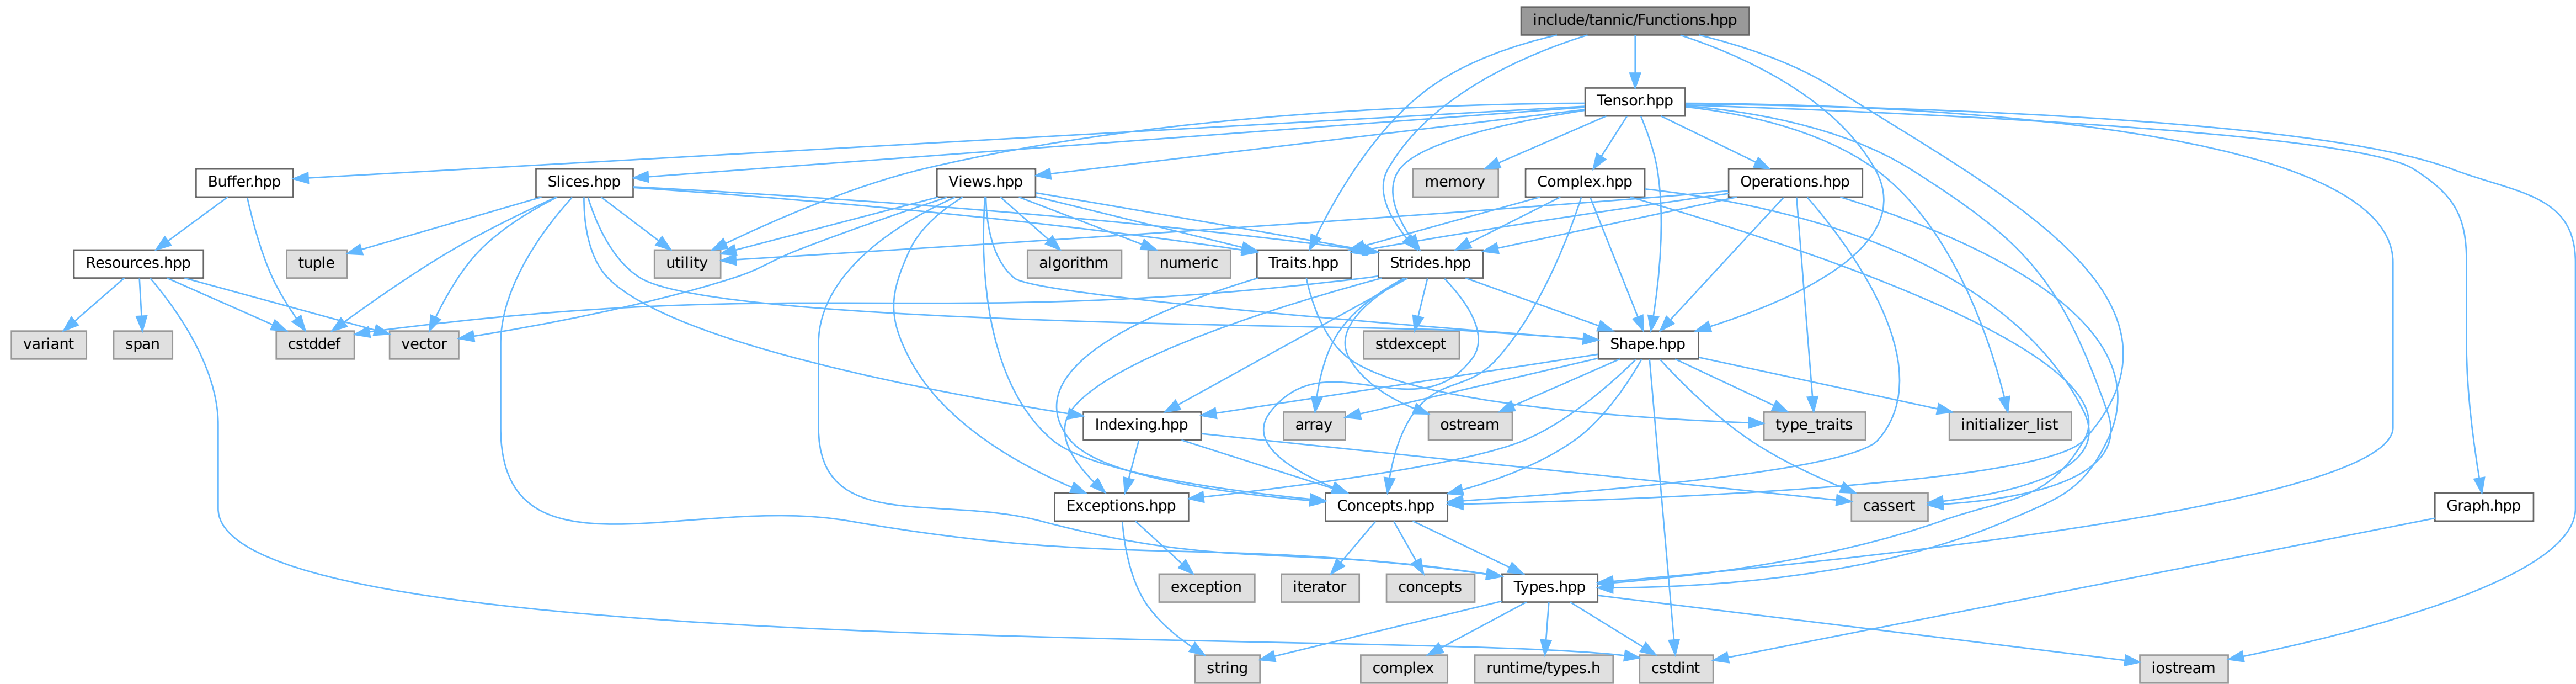 include/tannic/Functions.hpp
Tensor.hpp
Buffer.hpp
Slices.hpp
Views.hpp
memory
Complex.hpp
Operations.hpp
Resources.hpp
tuple
utility
algorithm
numeric
Traits.hpp
Strides.hpp
variant
span
cstddef
vector
stdexcept
Shape.hpp
Indexing.hpp
array
ostream
type_traits
initializer_list
Exceptions.hpp
Concepts.hpp
cassert
Graph.hpp
exception
iterator
concepts
Types.hpp
string
complex
runtime/types.h
cstdint
iostream